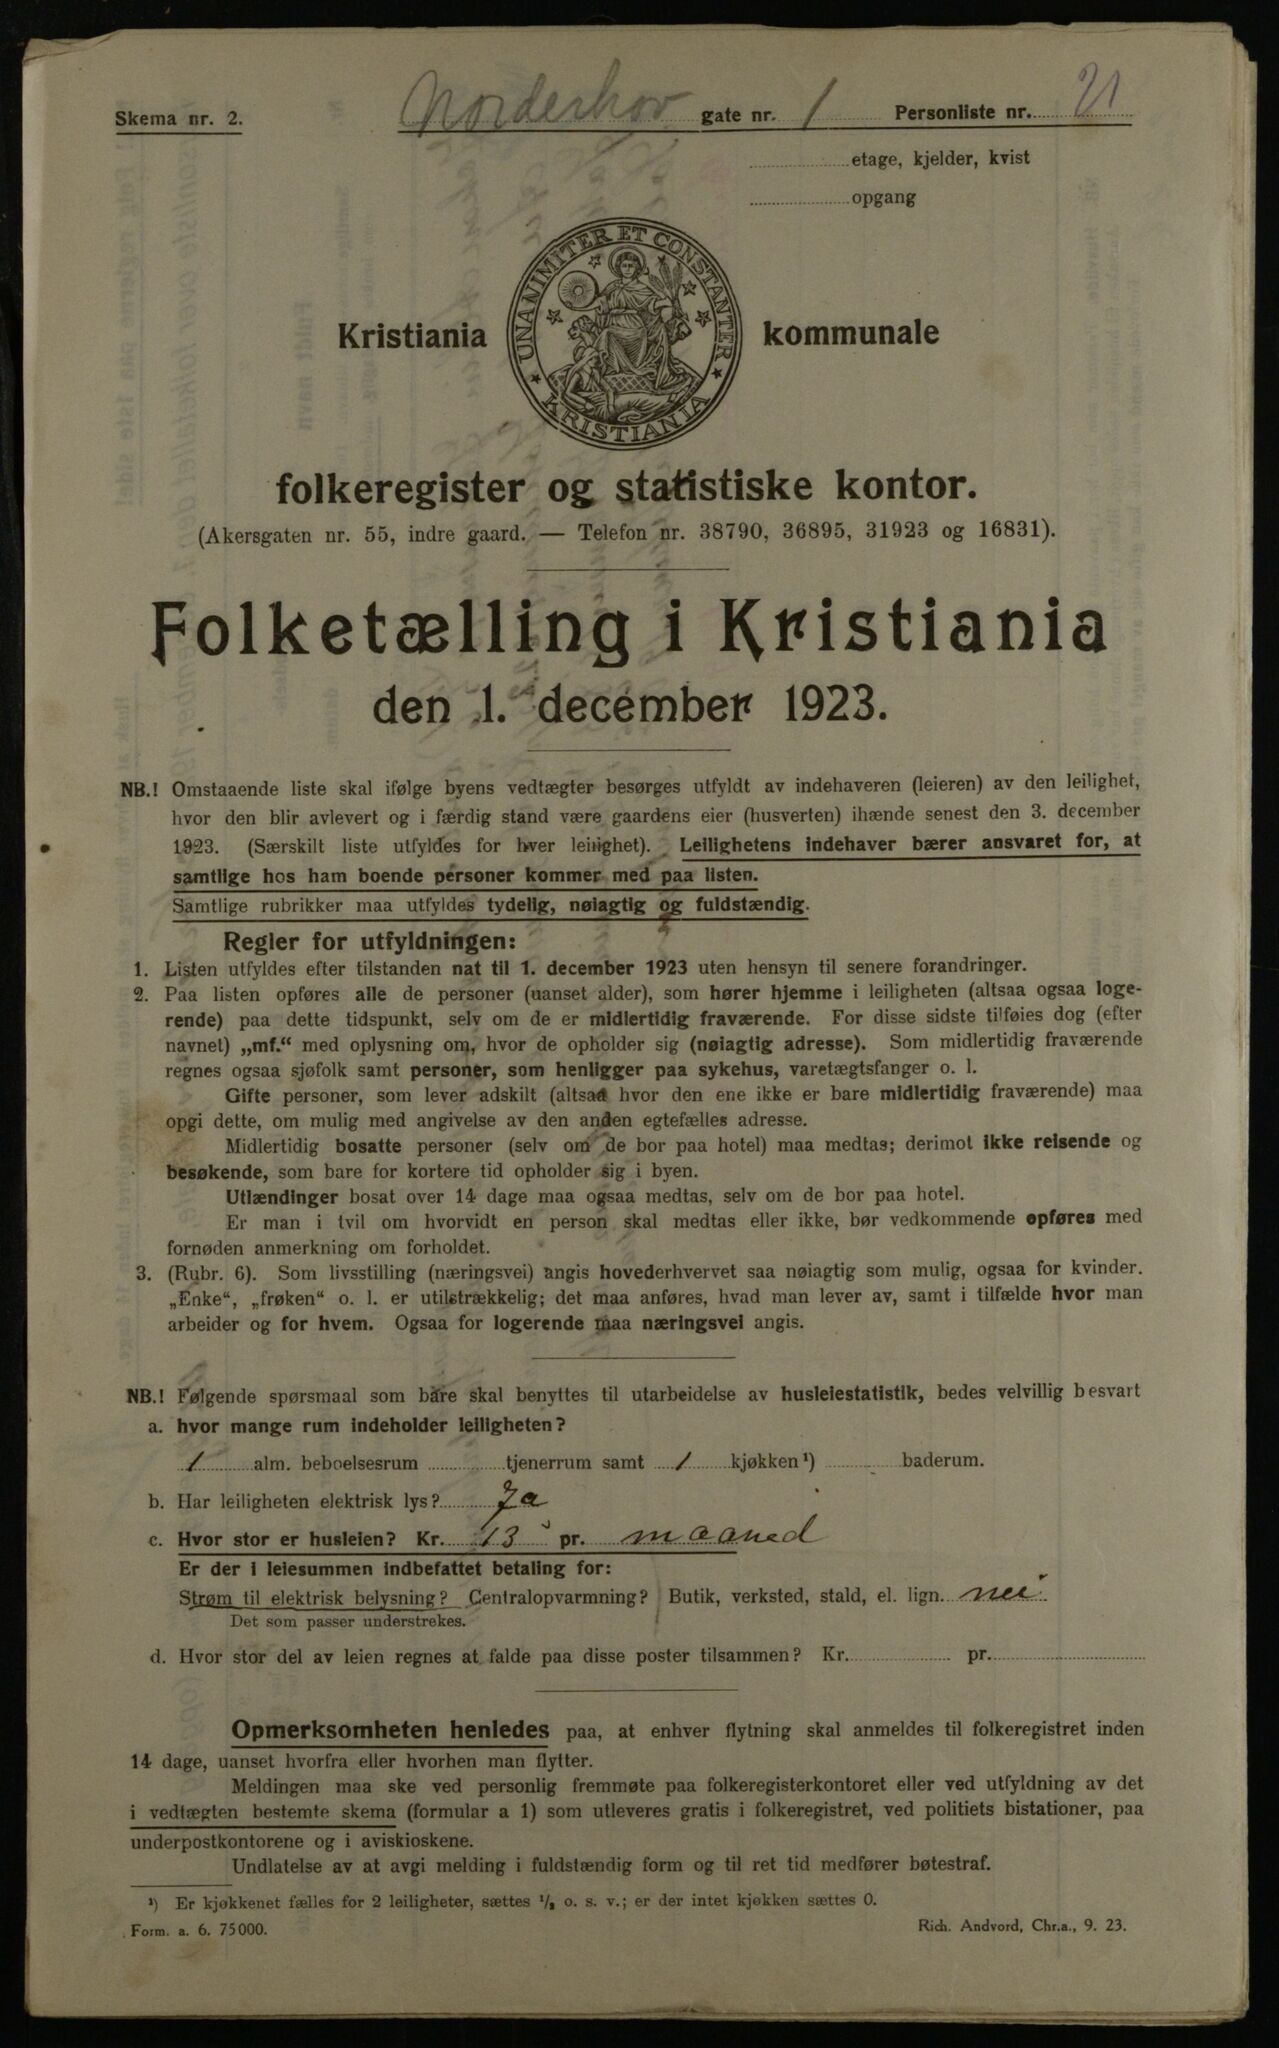 Skema nr. 2.
Norderhov gate nr. 1 Personliste nr. 21
etage, kjelder, kvist
opgang
UNANIMITER ET CONSTANTER
KRISTIANIA
Kristiania kommunale
folkeregister og statistiske kontor.
(Akersgaten nr. 55, indre gaard. — Telefon nr. 38790, 36895, 31923 og 16831).
Folketælling i Kristiania
den 1. december 1923.
NB.! Omstaaende liste skal ifølge byens vedtægter besørges utfyldt av indehaveren (leieren) av den leilighet,
hvor den blir avlevert og i færdig stand være gaardens eier (husverten) ihænde senest den 3. december
1923. (Særskilt liste utfyldes for hver leilighet). Leilighetens indehaver bærer ansvaret for, at
samtlige hos ham boende personer kommer med paa listen.
Samtlige rubrikker maa utfyldes tydelig, nøiagtig og fuldstændig.
Regler for utfyldningen:
1. Listen utfyldes efter tilstanden nat til 1. december 1923 uten hensyn til senere forandringer.
2. Paa listen opføres alle de personer (uanset alder), som hører hjemme i leiligheten (altsaa ogsaa loge-
rende) paa dette tidspunkt, selv om de er midlertidig fraværende. For disse sidste tilføies dog (efter
navnet) „mf.“ med oplysning om, hvor de opholder sig (nøiagtig adresse). Som midlertidig fraværende
regnes ogsaa sjøfolk samt personer, som henligger paa sykehus, varetægtsfanger o. l.
Gifte personer, som lever adskilt (altsaa hvor den ene ikke er bare midlertidig fraværende) maa
opgi dette, om mulig med angivelse av den anden egtefælles adresse.
Midlertidig bosatte personer (selv om de bor paa hotel) maa medtas; derimot ikke reisende og
besøkende, som bare for kortere tid opholder sig i byen.
Utlændinger bosat over 14 dage maa ogsaa medtas, selv om de bor paa hotel.
Er man i tvil om hvorvidt en person skal medtas eller ikke, bør vedkommende opføres med
fornøden anmerkning om forholdet.
3. (Rubr. 6). Som livsstilling (næringsvei) angis hovederhvervet saa nøiagtig som mulig, ogsaa for kvinder.
„Enke“, „frøken“ o. l. er utilstrækkelig; det maa anføres, hvad man lever av, samt i tilfælde hvor man
arbeider og for hvem. Ogsaa for logerende maa næringsvei angis.
NB.! Følgende spørsmaal som bare skal benyttes til utarbeidelse av husleiestatistik, bedes velvillig besvart
a. hvor mange rum indeholder leiligheten?
1 alm. beboelsesrum tjenerrum samt 1 kjøkken ¹) baderum.
b. Har leiligheten elektrisk lys? Ja
c. Hvor stor er husleien? Kr. 13 pr. maaned
Er der i leiesummen indbefattet betaling for:
Strøm til elektrisk belysning? Centralopvarmning? Butik, verksted, stald, el. lign. nei
Det som passer understrekes.
d. Hvor stor del av leien regnes at falde paa disse poster tilsammen? Kr. pr.
Opmerksomheten henledes paa, at enhver flytning skal anmeldes til folkeregistret inden
14 dage, uanset hvorfra eller hvorhen man flytter.
Meldingen maa ske ved personlig fremmøte paa folkeregisterkontoret eller ved utfyldning av det
i vedtægten bestemte skema (formular a 1) som utleveres gratis i folkeregistret, ved politiets bistationer, paa
underpostkontorene og i aviskioskene.
Undlatelse av at avgi melding i fuldstændig form og til ret tid medfører bøtestraf.
¹) Er kjøkkenet fælles for 2 leiligheter, sættes ½ o. s. v.; er der intet kjøkken sættes 0.
Form. a. 6. 75000.
Rich. Andvord, Chr.a., 9. 23.